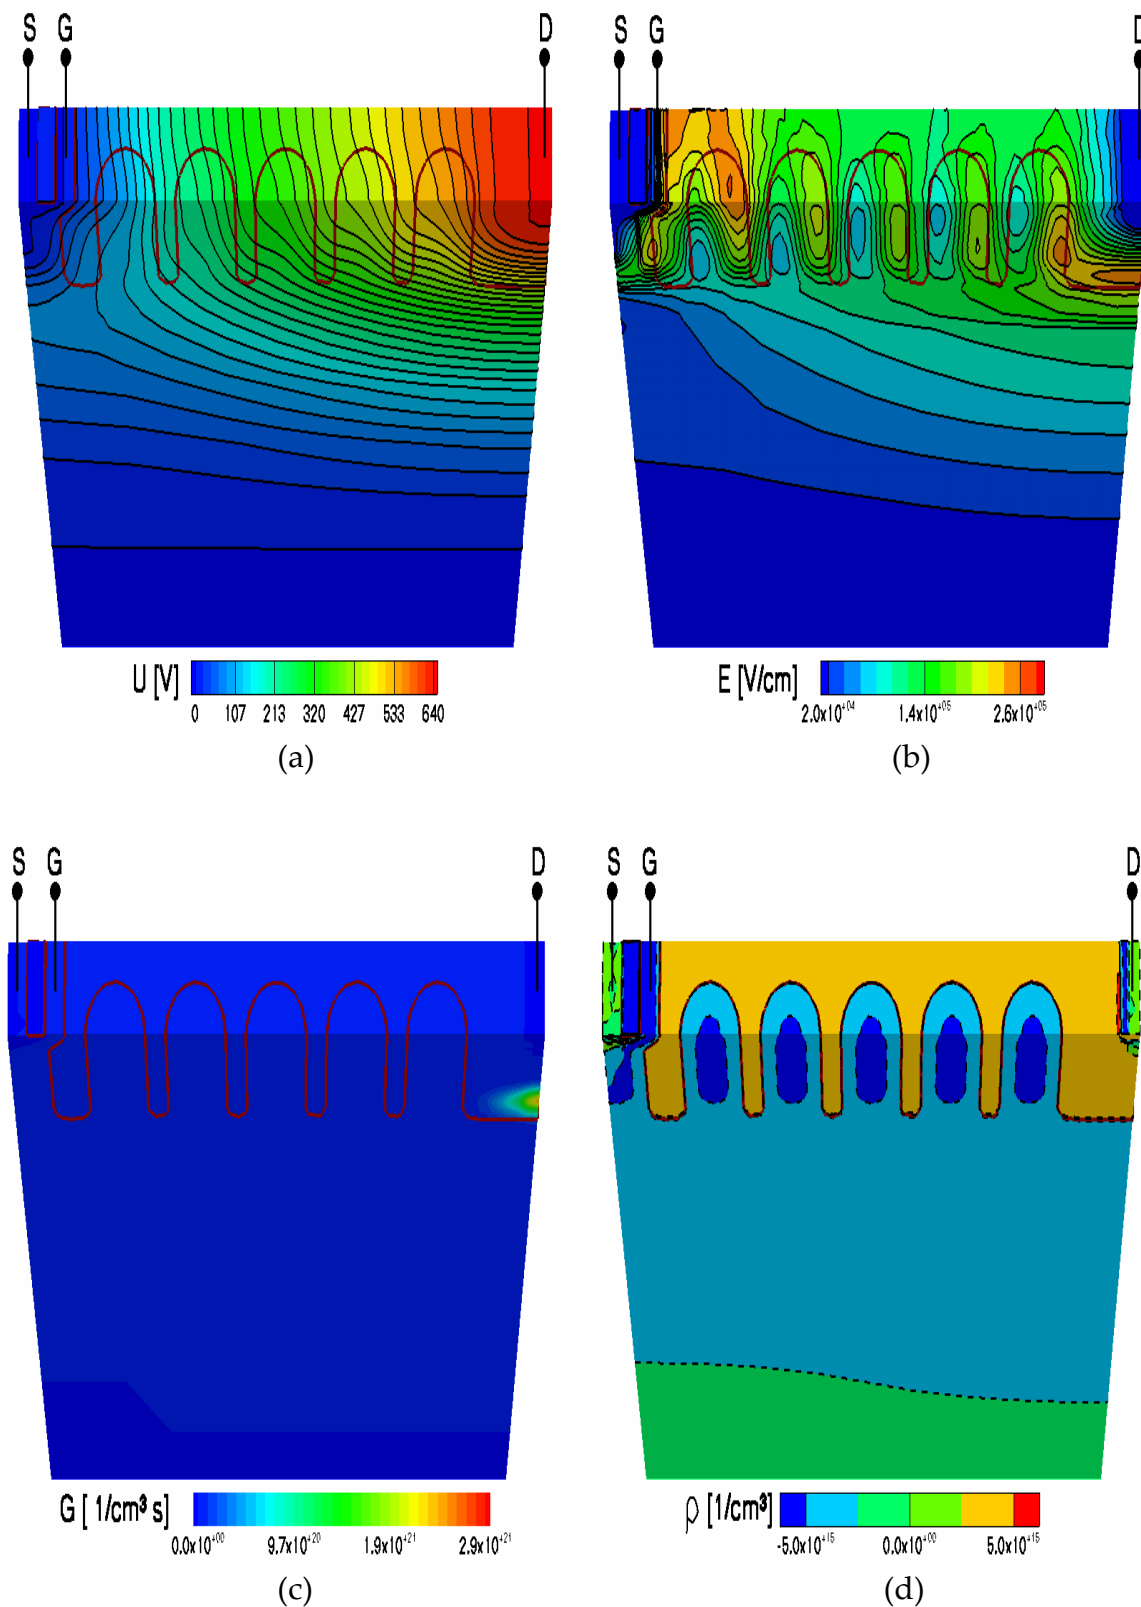 S G D S G D
U [V]
0 107 213 320 427 533 640
E [V/cm]
2.0x10⁺⁰⁴ 1.4x10⁺⁰⁵ 2.6x10⁺⁰⁵
(a) (b)
S G D S G D
G [ 1/cm³ s]
0.0x10⁺⁰⁰ 9.7x10⁺²⁰ 1.9x10⁺²¹ 2.9x10⁺²¹
ρ [1/cm³]
-5.0x10⁺¹⁵ 0.0x10⁺⁰⁰ 5.0x10⁺¹⁵
(c) (d)